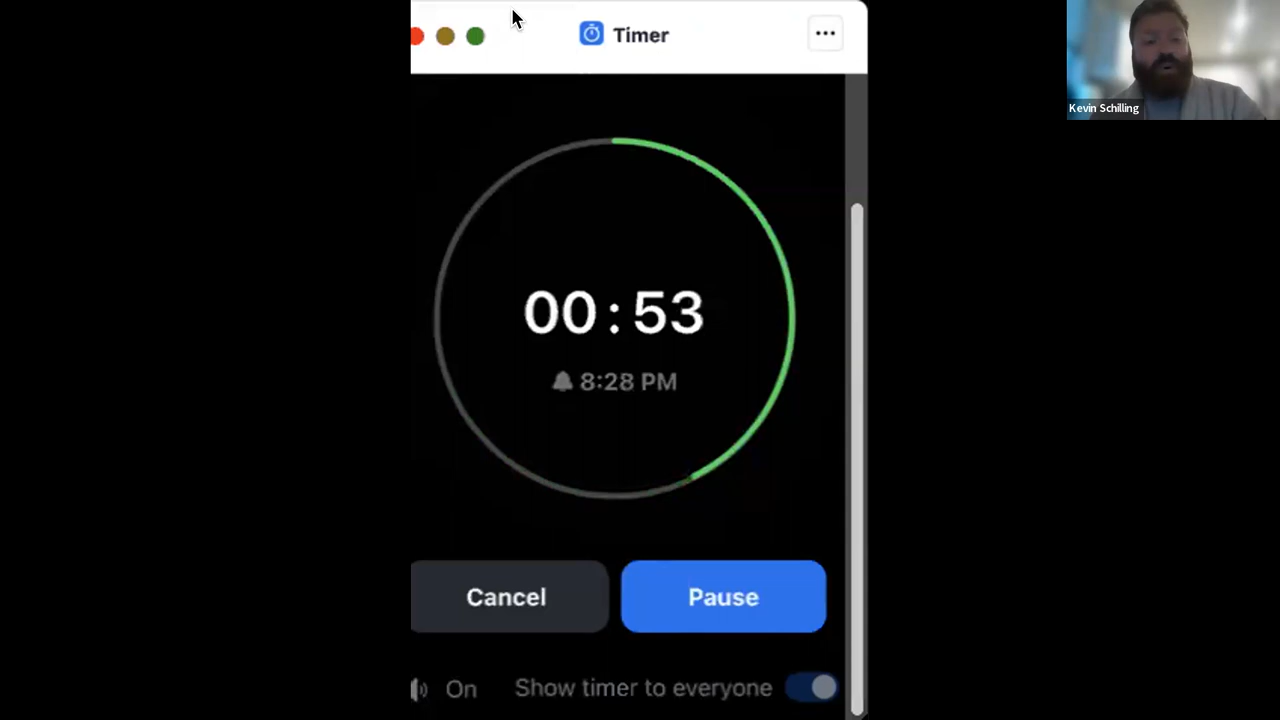 Timer
Kevin Schilling
00:53
8:28 PM
Cancel
Pause
On
Show timer to everyone